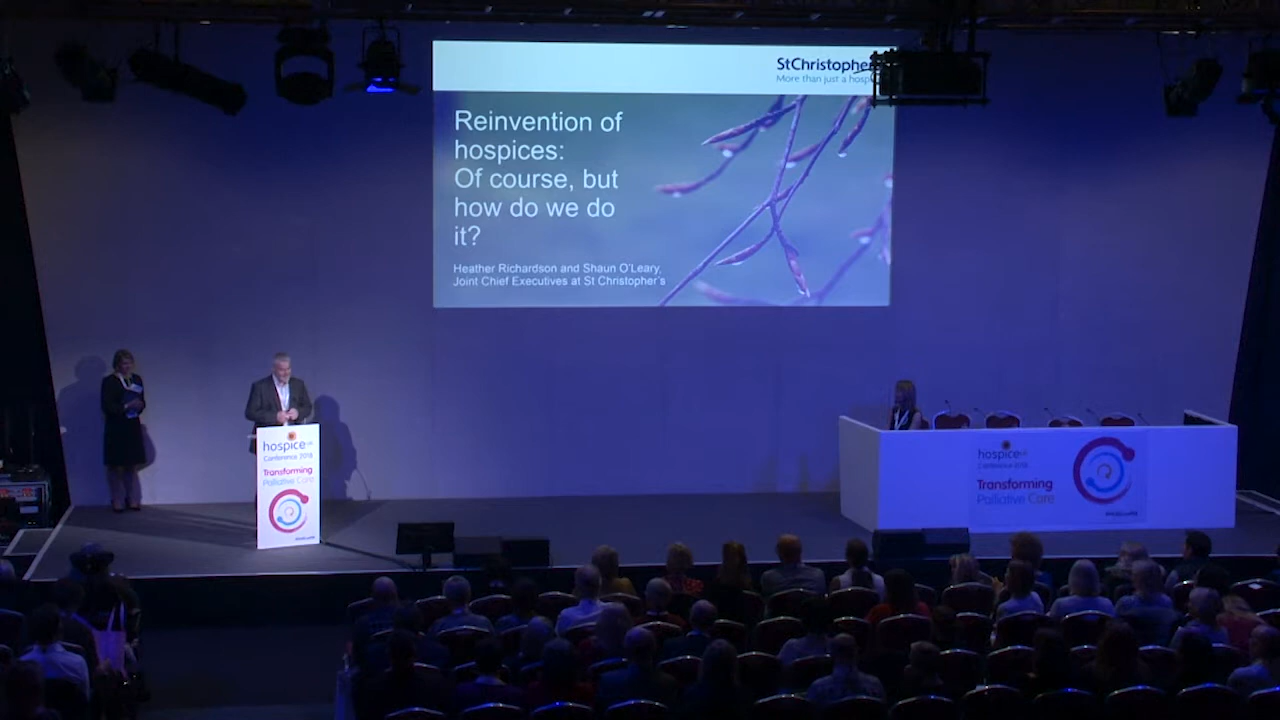 StChristopher
More than just a hosp
Reinvention of
hospices:
Of course, but
how do we do
it?
Heather Richardson and Shaun O'Leary,
Joint Chief Executives at St Christopher's
hospice uk
Conference 2018
Transforming
Palliative Care
hospice uk
Conference 2018
Transforming
Palliative Care